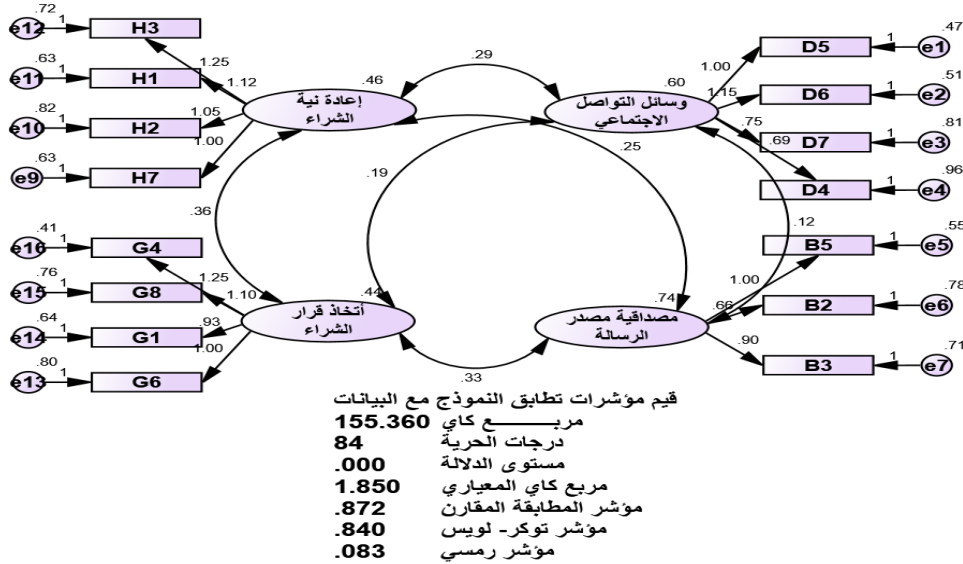 .72
e12 1 H3
.63
e11 1 H1
.82
e10 1 H2
.63
e9 1 H7
1.25
1.12
1.05
1.00
.46
إعادة نية
الشراء
.29
.60
وسائل التواصل
الاجتماعي
1.00
1.15
.75
.69
D5 1 e1
.47
D6 1 e2
.51
D7 1 e3
.81
D4 1 e4
.96
.36
.19
.25
.12
.41
e16 1 G4
.76
e15 1 G8
.64
e14 1 G1
.80
e13 1 G6
1.25
1.10
.93
1.00
.44
أتخاذ قرار
الشراء
.33
.74
مصداقية مصدر
الرسالة
1.00
.66
.90
B5 1 e5
.55
B2 1 e6
.78
B3 1 e7
.71
قيم مؤشرات تطابق النموذج مع البيانات
مربـــــــع كاي 155.360
درجات الحرية 84
مستوى الدلالة .000
مربع كاي المعياري 1.850
مؤشر المطابقة المقارن .872
مؤشر توكر- لويس .840
مؤشر رمسي .083